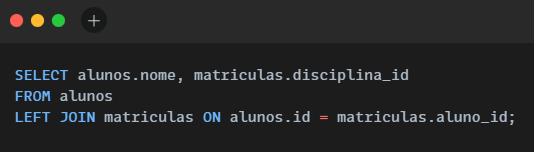 SELECT alunos.nome, matriculas.disciplina_id
FROM alunos
LEFT JOIN matriculas ON alunos.id = matriculas.aluno_id;